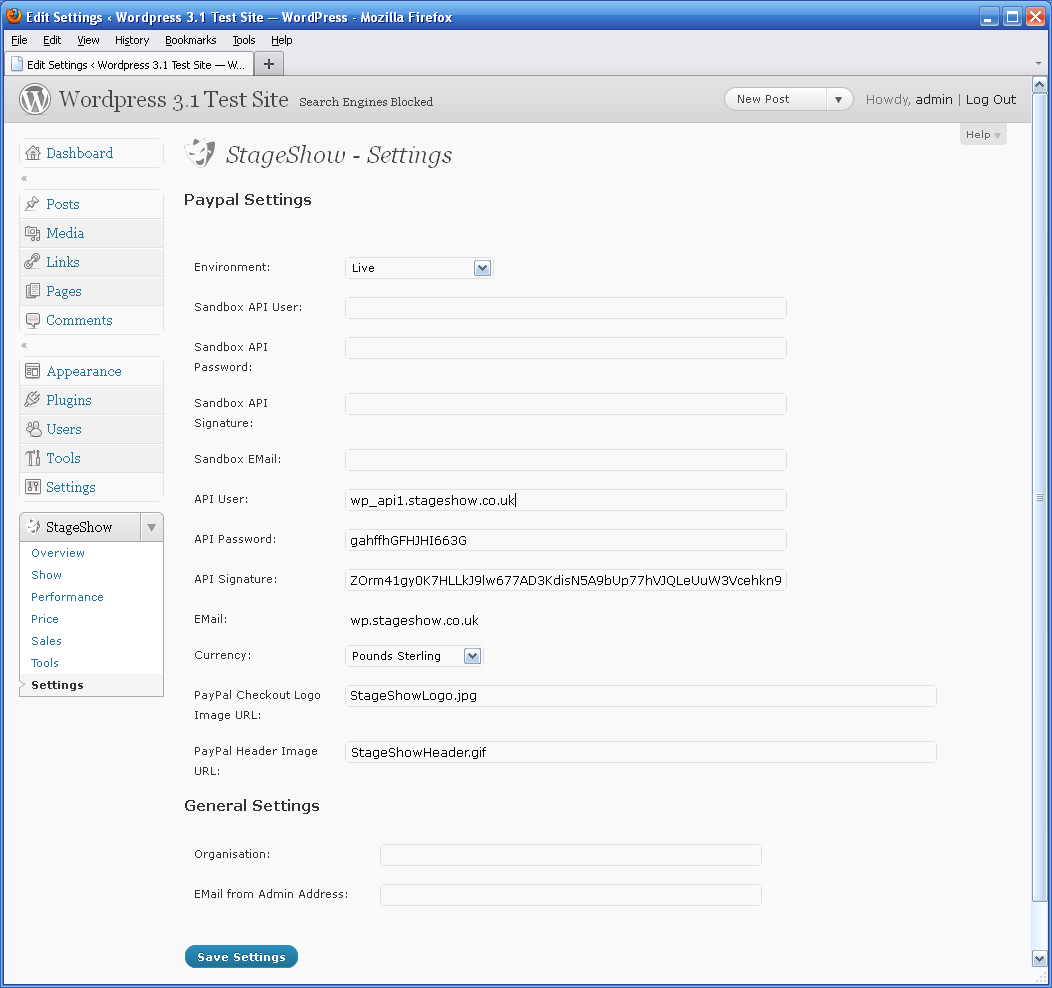 Edit Settings ‹ Wordpress 3.1 Test Site — WordPress - Mozilla Firefox
File Edit View History Bookmarks Tools Help
Edit Settings ‹ Wordpress 3.1 Test Site — W...
Wordpress 3.1 Test Site Search Engines Blocked New Post Howdy, admin | Log Out
Help
StageShow - Settings
Dashboard
«
Posts
Media
Links
Pages
Comments
«
Appearance
Plugins
Users
Tools
Settings
StageShow
Overview
Show
Performance
Price
Sales
Tools
Settings
Paypal Settings
Environment: Live
Sandbox API User:
Sandbox API
Password:
Sandbox API
Signature:
Sandbox EMail:
API User: wp_api1.stageshow.co.uk
API Password: gahffhGFHJHI663G
API Signature: ZOrm41gy0K7HLLkJ9lw677AD3KdisN5A9bUp77hVJQLeUuW3Vcehkn9
EMail: wp.stageshow.co.uk
Currency: Pounds Sterling
PayPal Checkout Logo
Image URL: StageShowLogo.jpg
PayPal Header Image
URL: StageShowHeader.gif
General Settings
Organisation:
EMail from Admin Address:
Save Settings